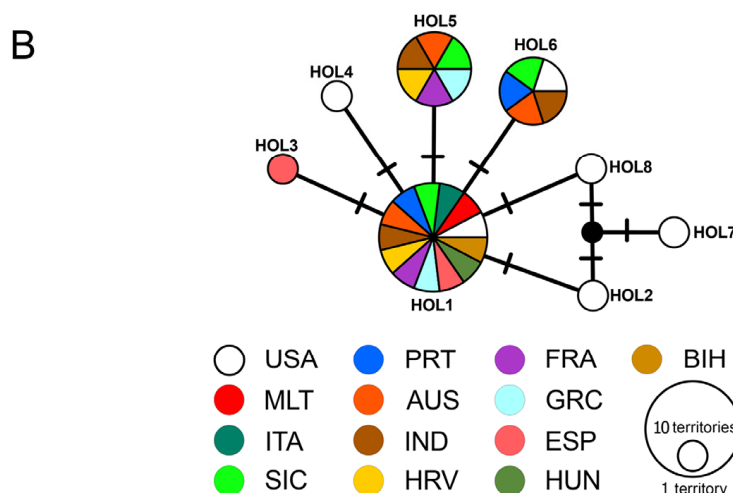 B
HOL5
HOL6
HOL4
HOL3
HOL8
HOL7
HOL2
HOL1
USA PRT FRA BIH
MLT AUS GRC
ITA IND ESP
SIC HRV HUN
10 territories
1 territory